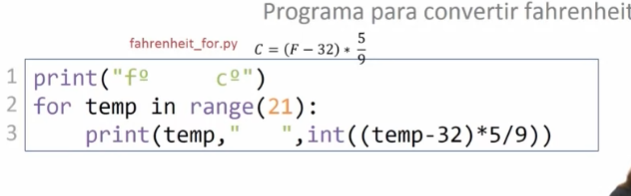 Programa para convertir fahrenheit
fahrenheit_for.py C = (F − 32) * 5/9
1 print("fº      cº")
2 for temp in range(21):
3     print(temp,"   ",int((temp-32)*5/9))